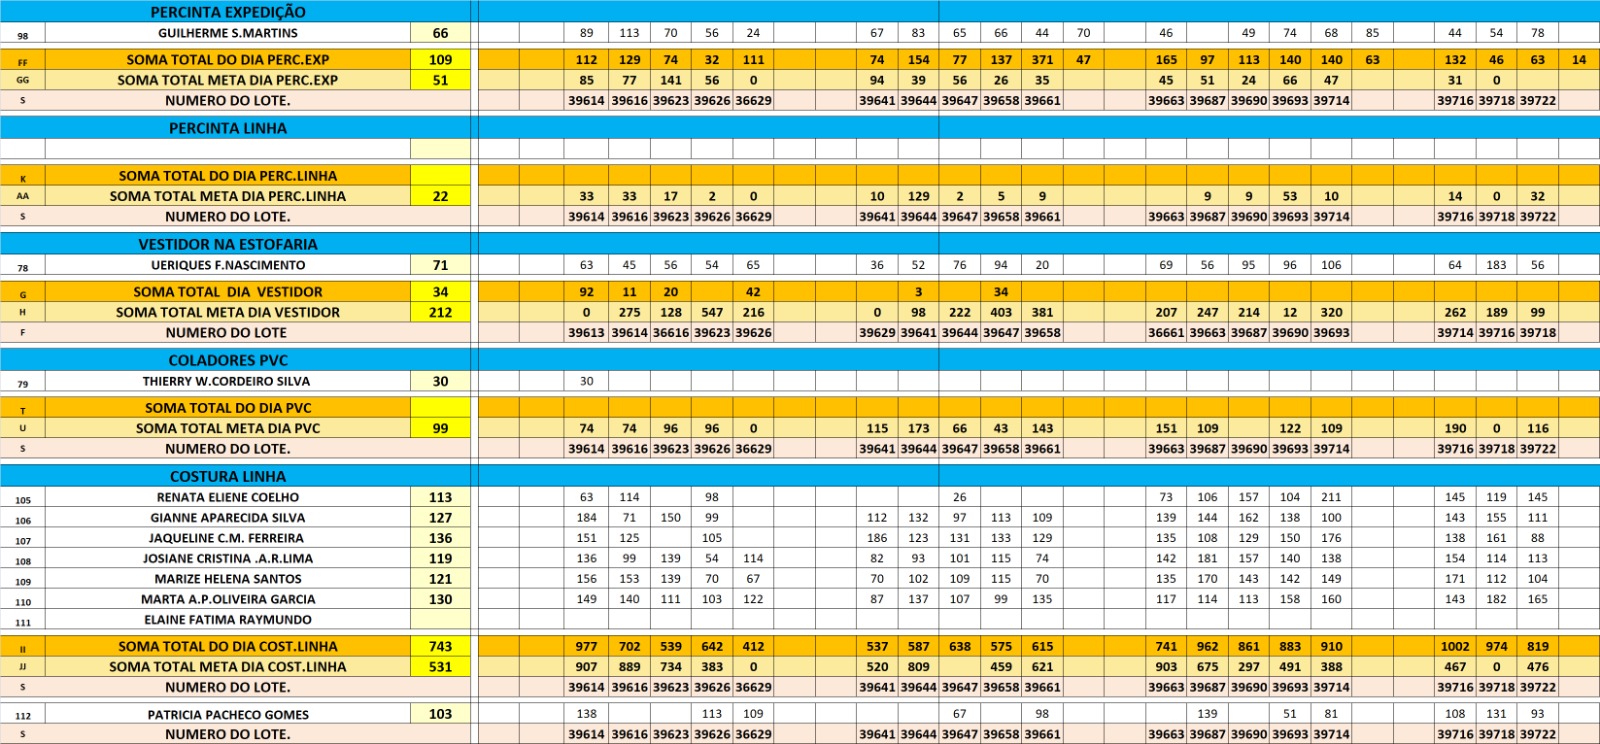 PERCINTA EXPEDIÇÃO
98 GUILHERME S.MARTINS 66 89 113 70 56 24 67 83 65 66 44 70 46 49 74 68 85 44 54 78
FF SOMA TOTAL DO DIA PERC.EXP 109 112 129 74 32 111 74 154 77 137 371 47 165 97 113 140 140 63 132 46 63 14
GG SOMA TOTAL META DIA PERC.EXP 51 85 77 141 56 0 94 39 56 26 35 45 51 24 66 47 31 0
S NUMERO DO LOTE. 39614 39616 39623 39626 36629 39641 39644 39647 39658 39661 39663 39687 39690 39693 39714 39716 39718 39722
PERCINTA LINHA
K SOMA TOTAL DO DIA PERC.LINHA
AA SOMA TOTAL META DIA PERC.LINHA 22 33 33 17 2 0 10 129 2 5 9 9 9 53 10 14 0 32
S NUMERO DO LOTE. 39614 39616 39623 39626 36629 39641 39644 39647 39658 39661 39663 39687 39690 39693 39714 39716 39718 39722
VESTIDOR NA ESTOFARIA
78 UERIQUES F.NASCIMENTO 71 63 45 56 54 65 36 52 76 94 20 69 56 95 96 106 64 183 56
G SOMA TOTAL DIA VESTIDOR 34 92 11 20 42 3 34
H SOMA TOTAL META DIA VESTIDOR 212 0 275 128 547 216 0 98 222 403 381 207 247 214 12 320 262 189 99
F NUMERO DO LOTE 39613 39614 36616 39623 39626 39629 39641 39644 39647 39658 36661 39663 39687 39690 39693 39714 39716 39718
COLADORES PVC
79 THIERRY W.CORDEIRO SILVA 30 30
T SOMA TOTAL DO DIA PVC
U SOMA TOTAL META DIA PVC 99 74 74 96 96 0 115 173 66 43 143 151 109 122 109 190 0 116
S NUMERO DO LOTE. 39614 39616 39623 39626 36629 39641 39644 39647 39658 39661 39663 39687 39690 39693 39714 39716 39718 39722
COSTURA LINHA
105 RENATA ELIENE COELHO 113 63 114 98 26 73 106 157 104 211 145 119 145
106 GIANNE APARECIDA SILVA 127 184 71 150 99 112 132 97 113 109 139 144 162 138 100 143 155 111
107 JAQUELINE C.M. FERREIRA 136 151 125 105 186 123 131 133 129 135 108 129 150 176 138 161 88
108 JOSIANE CRISTINA .A.R.LIMA 119 136 99 139 54 114 82 93 101 115 74 142 181 157 140 138 154 114 113
109 MARIZE HELENA SANTOS 121 156 153 139 70 67 70 102 109 115 70 135 170 143 142 149 171 112 104
110 MARTA A.P.OLIVEIRA GARCIA 130 149 140 111 103 122 87 137 107 99 135 117 114 113 158 160 143 182 165
111 ELAINE FATIMA RAYMUNDO
II SOMA TOTAL DO DIA COST.LINHA 743 977 702 539 642 412 537 587 638 575 615 741 962 861 883 910 1002 974 819
JJ SOMA TOTAL META DIA COST.LINHA 531 907 889 734 383 0 520 809 459 621 903 675 297 491 388 467 0 476
S NUMERO DO LOTE. 39614 39616 39623 39626 36629 39641 39644 39647 39658 39661 39663 39687 39690 39693 39714 39716 39718 39722
112 PATRICIA PACHECO GOMES 103 138 113 109 67 98 139 51 81 108 131 93
S NUMERO DO LOTE. 39614 39616 39623 39626 36629 39641 39644 39647 39658 39661 39663 39687 39690 39693 39714 39716 39718 39722